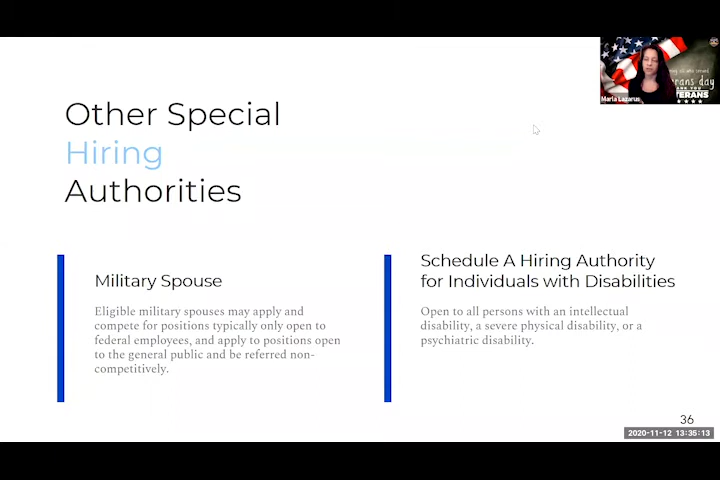 Other Special
Hiring
Authorities
Military Spouse
Eligible military spouses may apply and
compete for positions typically only open to
federal employees, and apply to positions open
to the general public and be referred non-
competitively.
Schedule A Hiring Authority
for Individuals with Disabilities
Open to all persons with an intellectual
disability, a severe physical disability, or a
psychiatric disability.
36
2020-11-12 13:35:13
Maria Lazarus